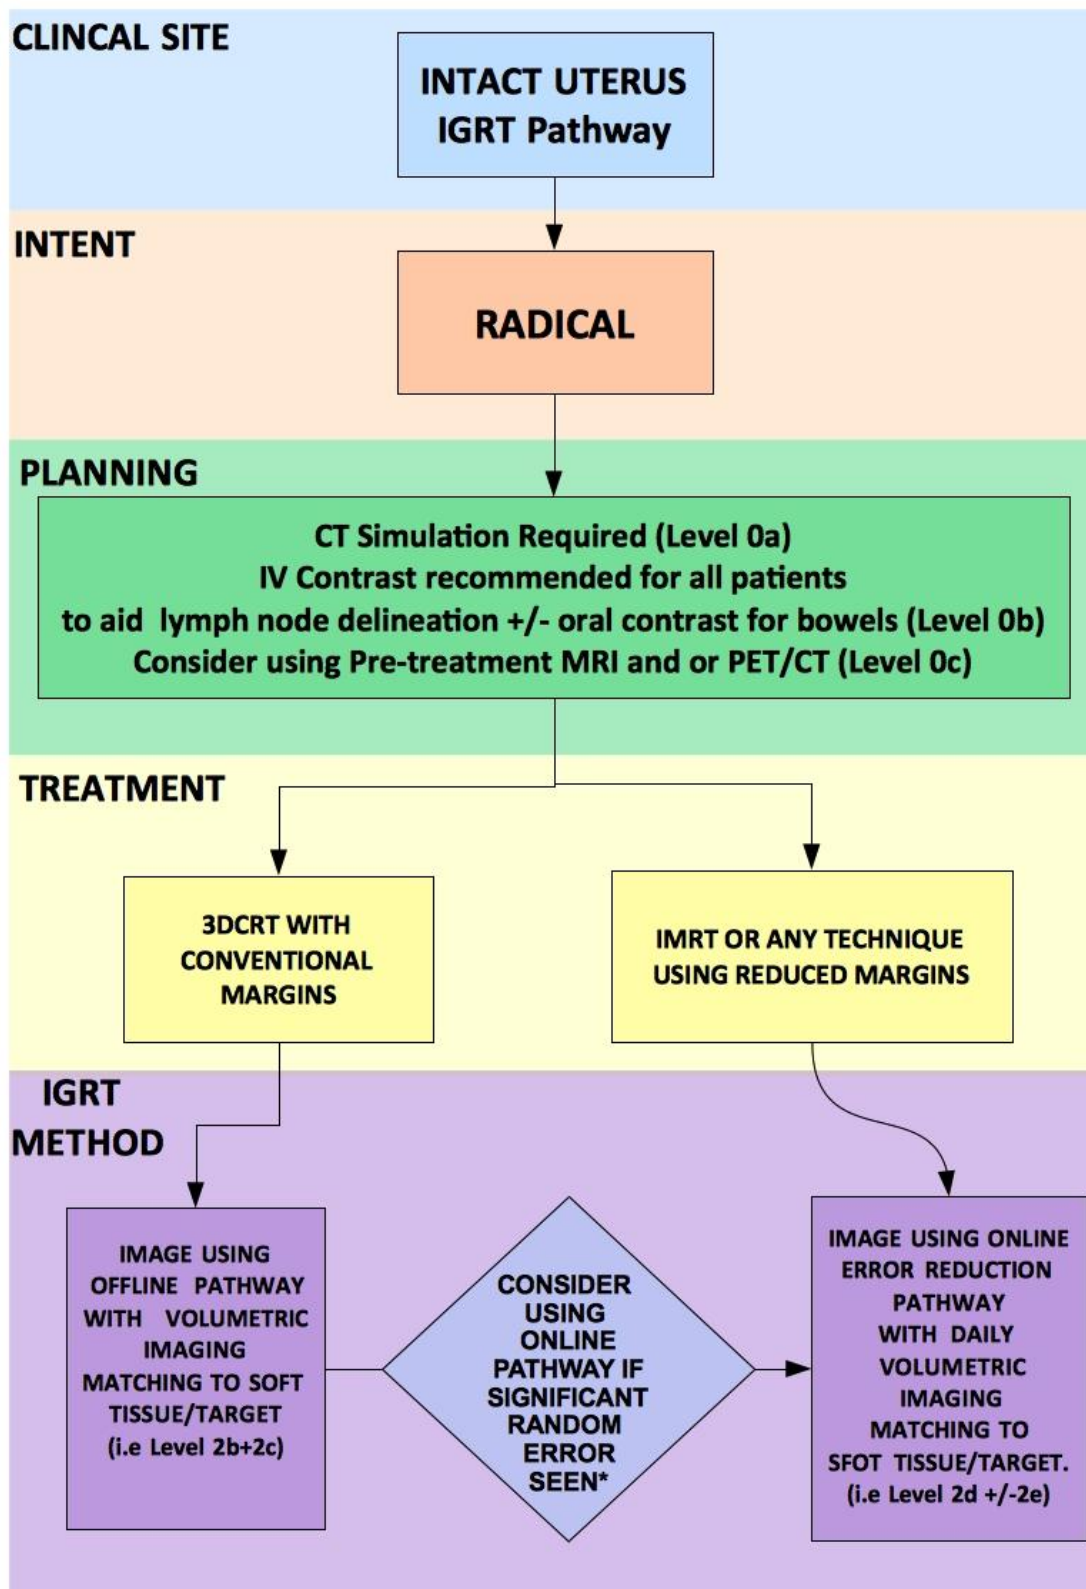 CLINCAL SITE
INTACT UTERUS
IGRT Pathway
INTENT
RADICAL
PLANNING
CT Simulation Required (Level 0a)
IV Contrast recommended for all patients
to aid lymph node delineation +/- oral contrast for bowels (Level 0b)
Consider using Pre-treatment MRI and or PET/CT (Level 0c)
TREATMENT
3DCRT WITH
CONVENTIONAL
MARGINS
IMRT OR ANY TECHNIQUE
USING REDUCED MARGINS
IGRT
METHOD
IMAGE USING
OFFLINE PATHWAY
WITH VOLUMETRIC
IMAGING
MATCHING TO SOFT
TISSUE/TARGET
(i.e Level 2b+2c)
CONSIDER
USING
ONLINE
PATHWAY IF
SIGNIFICANT
RANDOM
ERROR
SEEN*
IMAGE USING ONLINE
ERROR REDUCTION
PATHWAY
WITH DAILY
VOLUMETRIC
IMAGING
MATCHING TO
SFOT TISSUE/TARGET.
(i.e Level 2d +/-2e)